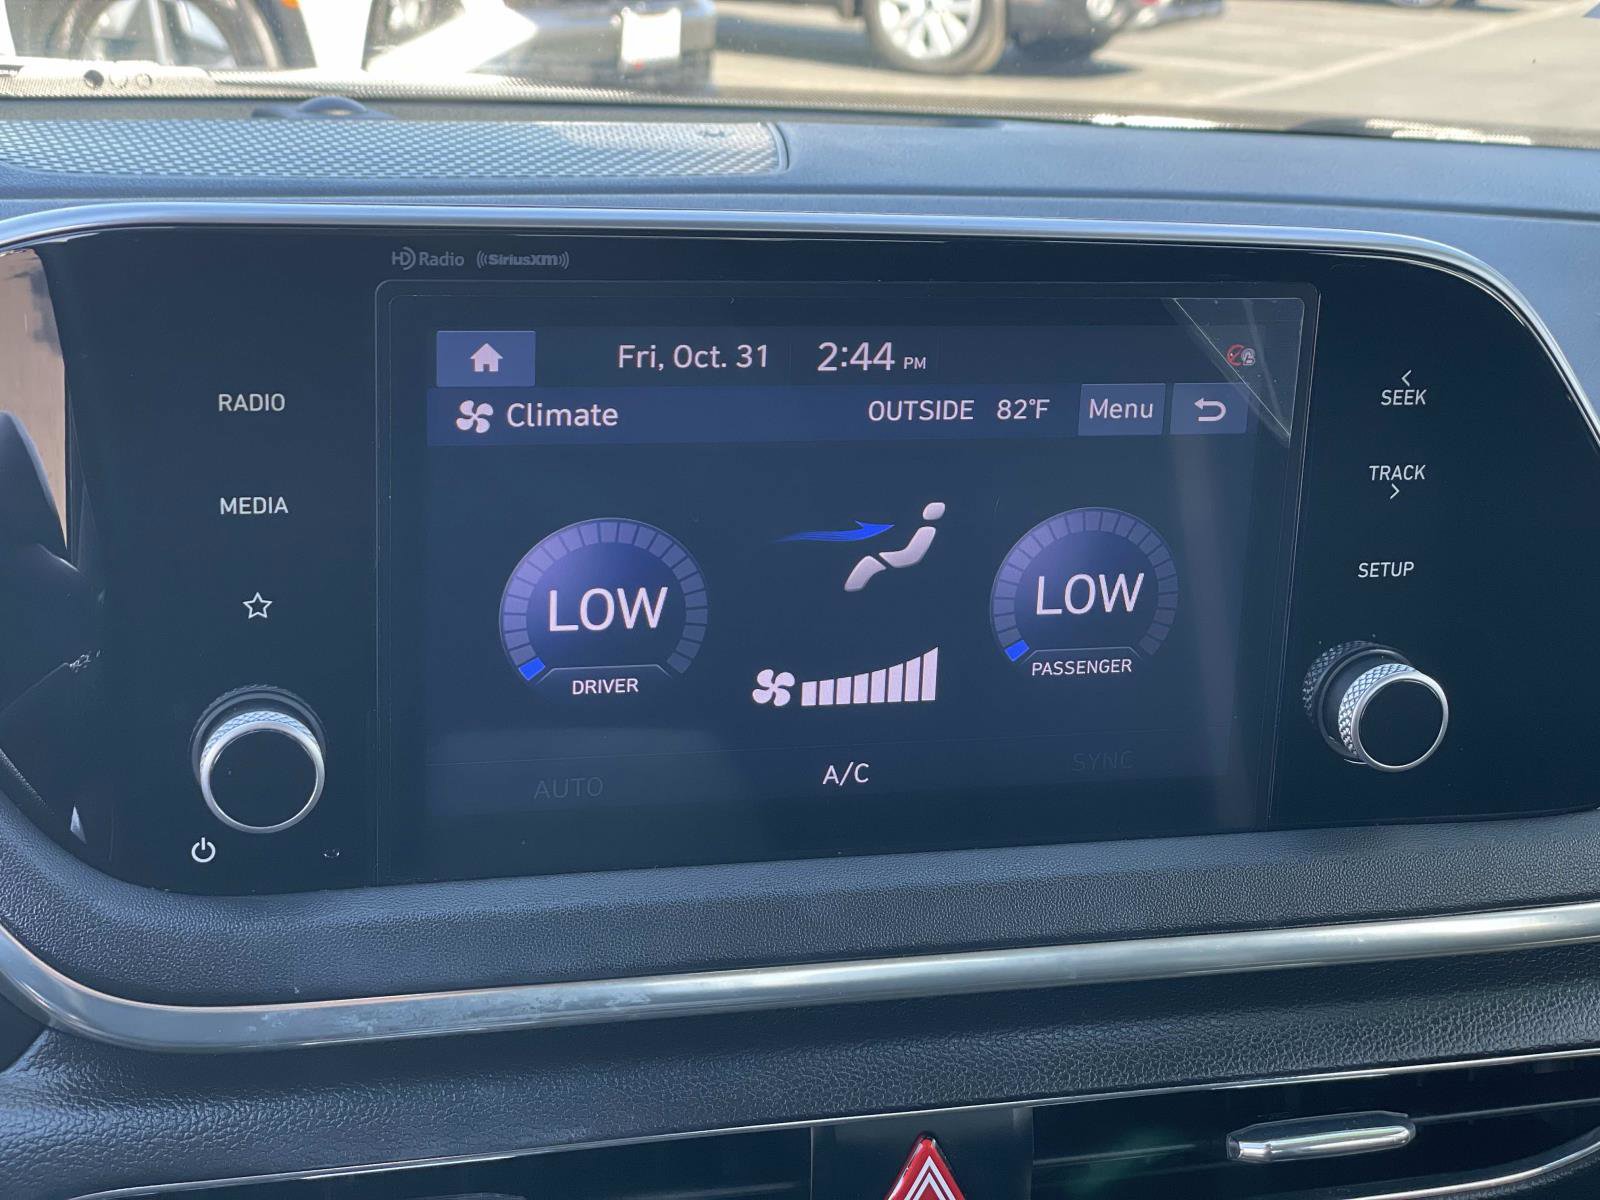 HD Radio ((SiriusXM))
Fri, Oct. 31 2:44 PM
Climate OUTSIDE 82°F Menu
RADIO
MEDIA
LOW
DRIVER
LOW
PASSENGER
AUTO A/C SYNC
< SEEK
TRACK >
SETUP